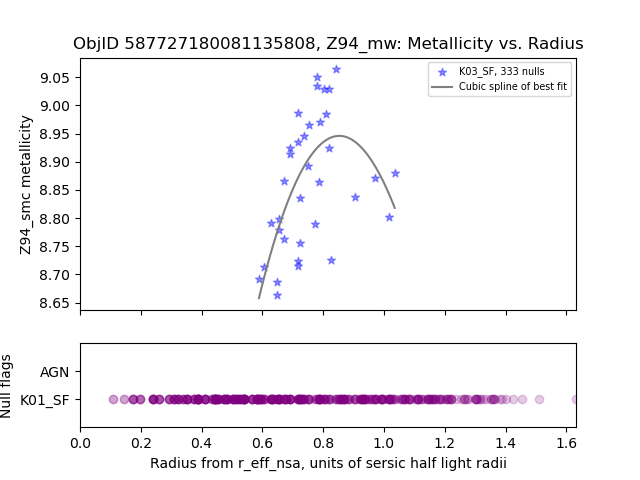 ObjID 587727180081135808, Z94_mw: Metallicity vs. Radius
K03_SF, 333 nulls
Cubic spline of best fit
Z94_smc metallicity
9.05
9.00
8.95
8.90
8.85
8.80
8.75
8.70
8.65
Null flags
AGN
K01_SF
0.0 0.2 0.4 0.6 0.8 1.0 1.2 1.4 1.6
Radius from r_eff_nsa, units of sersic half light radii